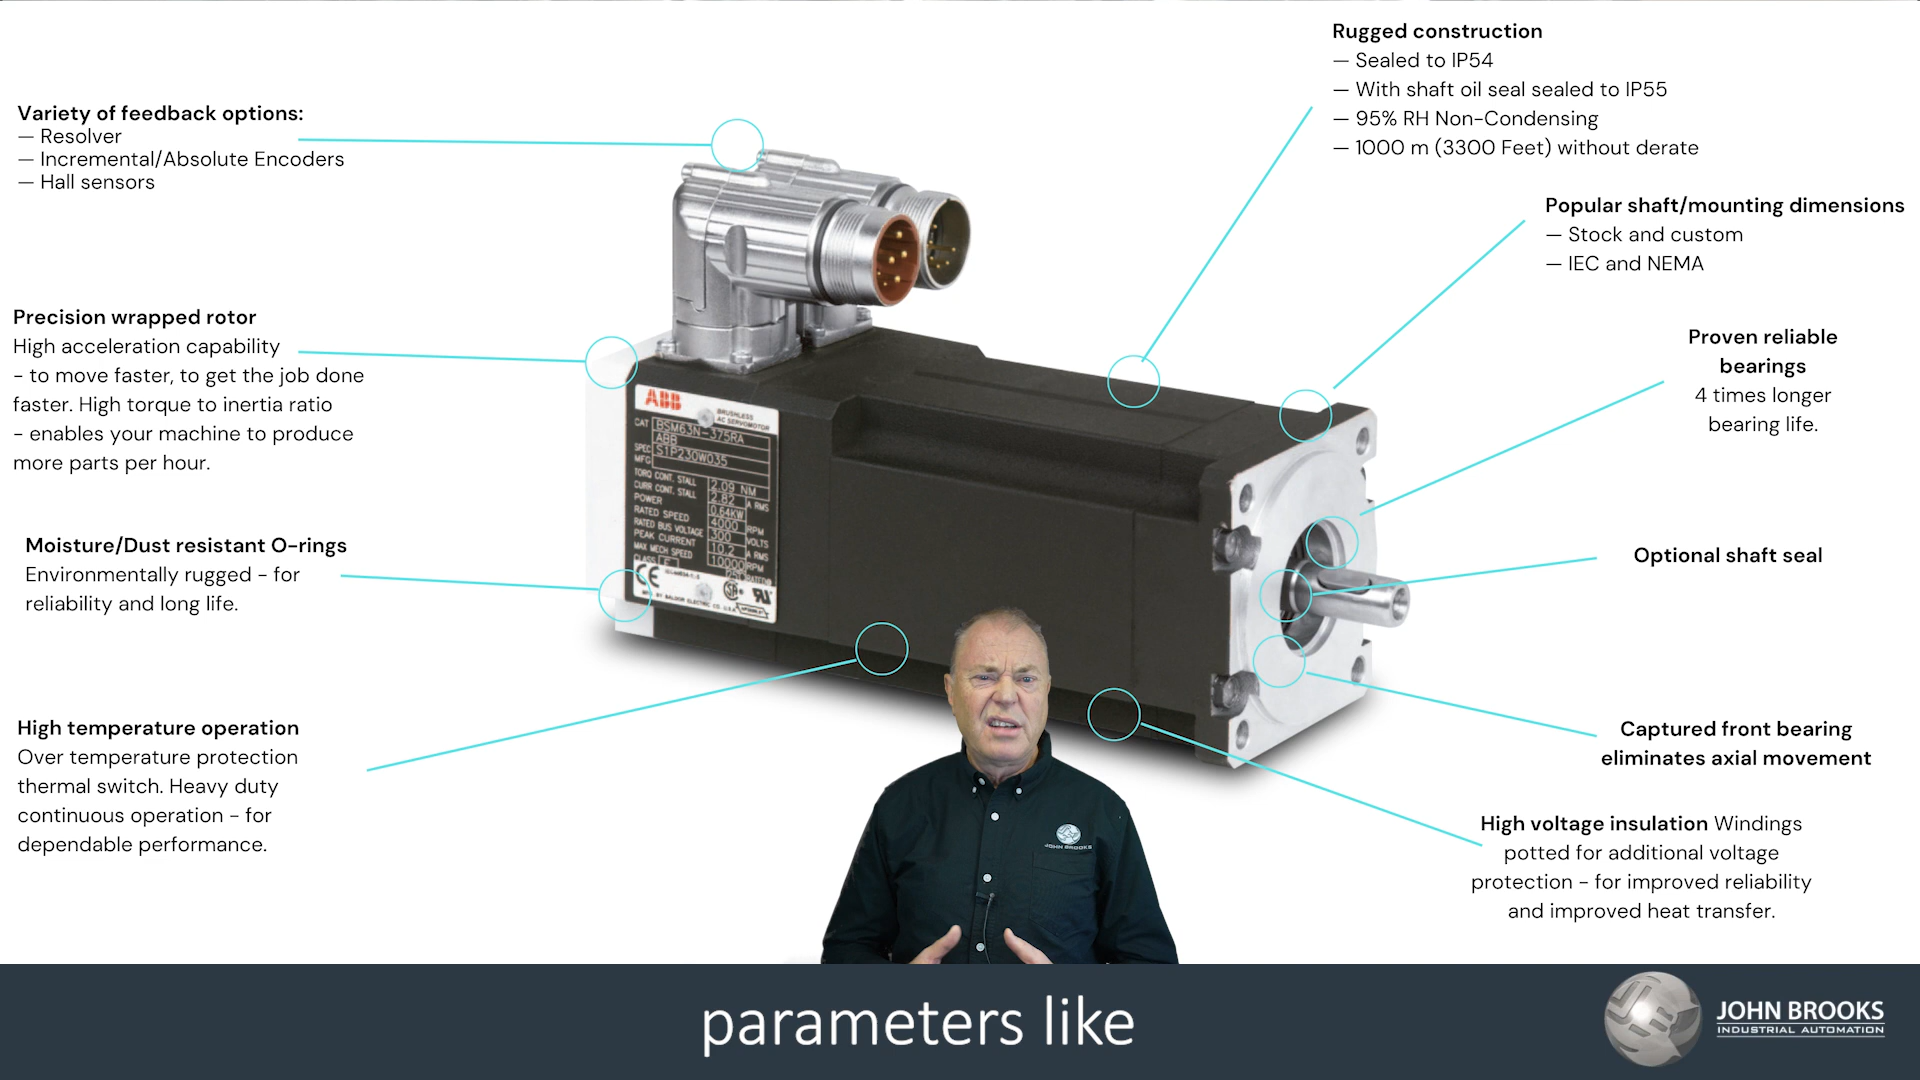 Rugged construction
— Sealed to IP54
— With shaft oil seal sealed to IP55
— 95% RH Non-Condensing
— 1000 m (3300 Feet) without derate
Variety of feedback options:
— Resolver
— Incremental/Absolute Encoders
— Hall sensors
Popular shaft/mounting dimensions
— Stock and custom
— IEC and NEMA
Precision wrapped rotor
High acceleration capability
- to move faster, to get the job done
faster. High torque to inertia ratio
- enables your machine to produce
more parts per hour.
Proven reliable
bearings
4 times longer
bearing life.
ABB
BRUSHLESS
AC SERVOMOTOR
CAT BSM63N-375RA
ABB
SPEC S1P230W035
MFG
TORQ CONT. STALL 2.09 NM
CURR CONT. STALL 2.82 A RMS
POWER 0.64KW
RATED SPEED 4000 RPM
RATED BUS VOLTAGE 300 VOLTS
PEAK CURRENT 10.2 A RMS
MAX MECH SPEED 10000 RPM
CLASS F
CE
MFG. BY BALDOR ELECTRIC CO. U.S.A.
Moisture/Dust resistant O-rings
Environmentally rugged - for
reliability and long life.
Optional shaft seal
High temperature operation
Over temperature protection
thermal switch. Heavy duty
continuous operation - for
dependable performance.
Captured front bearing
eliminates axial movement
High voltage insulation Windings
potted for additional voltage
protection - for improved reliability
and improved heat transfer.
JOHN BROOKS
parameters like
JOHN BROOKS
INDUSTRIAL AUTOMATION